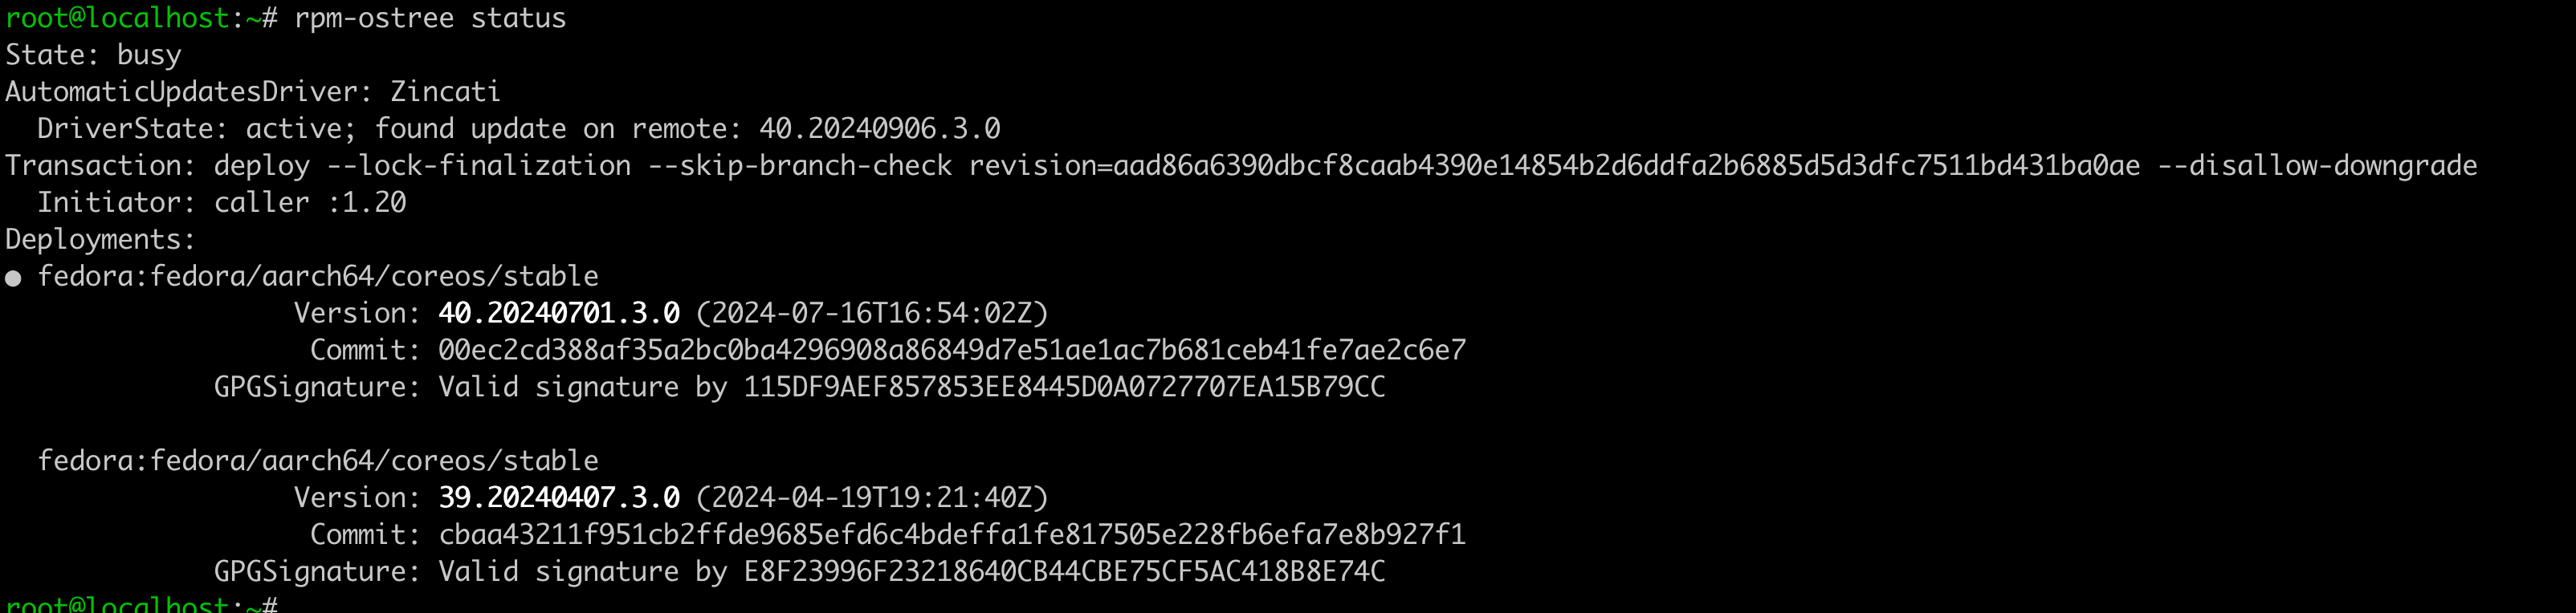 root@localhost:~# rpm-ostree status
State: busy
AutomaticUpdatesDriver: Zincati
  DriverState: active; found update on remote: 40.20240906.3.0
Transaction: deploy --lock-finalization --skip-branch-check revision=aad86a6390dbcf8caab4390e14854b2d6ddfa2b6885d5d3dfc7511bd431ba0ae --disallow-downgrade
  Initiator: caller :1.20
Deployments:
● fedora:fedora/aarch64/coreos/stable
                  Version: 40.20240701.3.0 (2024-07-16T16:54:02Z)
                   Commit: 00ec2cd388af35a2bc0ba4296908a86849d7e51ae1ac7b681ceb41fe7ae2c6e7
             GPGSignature: Valid signature by 115DF9AEF857853EE8445D0A0727707EA15B79CC

  fedora:fedora/aarch64/coreos/stable
                  Version: 39.20240407.3.0 (2024-04-19T19:21:40Z)
                   Commit: cbaa43211f951cb2ffde9685efd6c4bdeffa1fe817505e228fb6efa7e8b927f1
             GPGSignature: Valid signature by E8F23996F23218640CB44CBE75CF5AC418B8E74C
root@localhost:~#